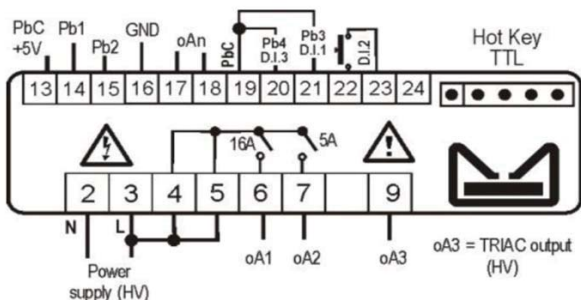 PbC
+5V
Pb1
Pb2
GND
oAn
PbC
Pb4
D.I.3
Pb3
D.I.1
D.I.2
Hot Key
TTL
13 14 15 16 17 18 19 20 21 22 23 24
16A
5A
2 3 4 5 6 7 9
N
L
Power
supply (HV)
oA1
oA2
oA3
oA3 = TRIAC output
(HV)